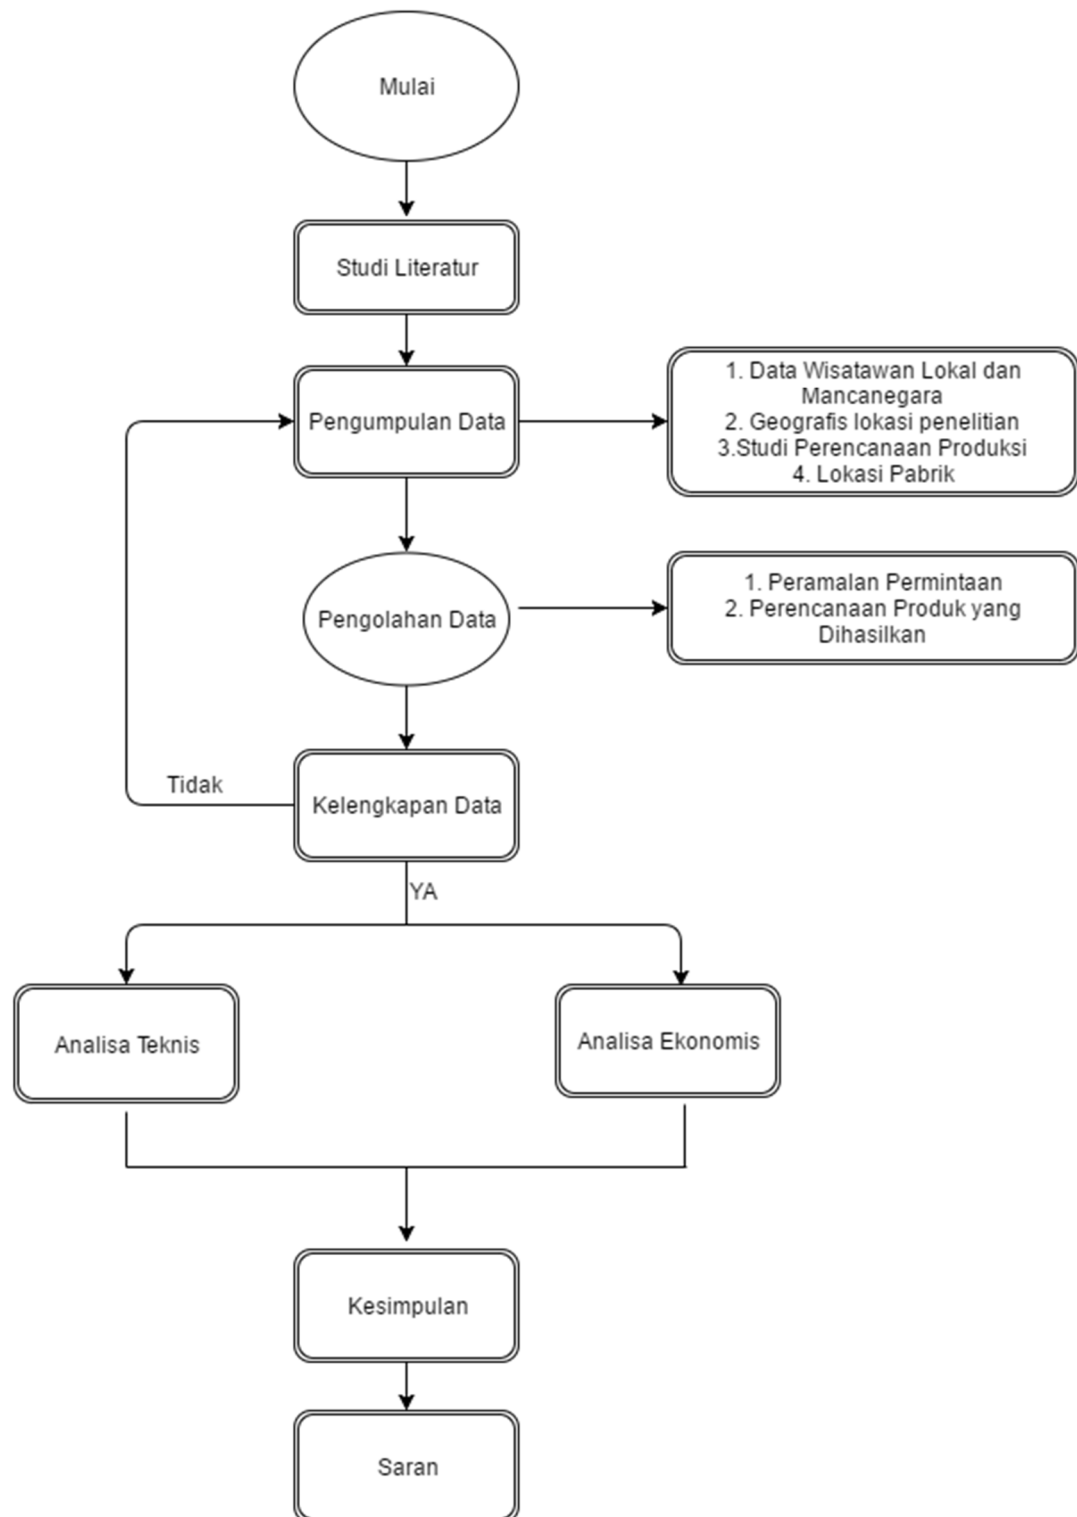 Mulai
Studi Literatur
Pengumpulan Data
1. Data Wisatawan Lokal dan
Mancanegara
2. Geografis lokasi penelitian
3.Studi Perencanaan Produksi
4. Lokasi Pabrik
Pengolahan Data
1. Peramalan Permintaan
2. Perencanaan Produk yang
Dihasilkan
Tidak
Kelengkapan Data
YA
Analisa Teknis
Analisa Ekonomis
Kesimpulan
Saran